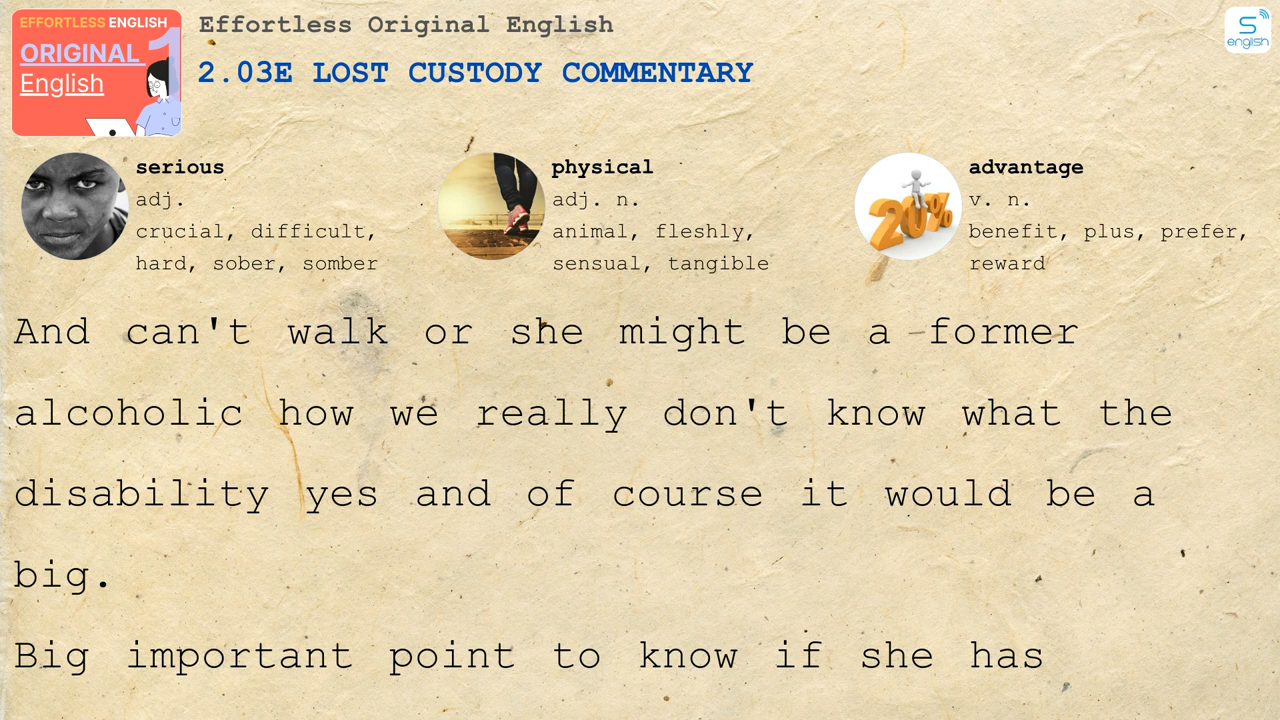 EFFORTLESS ENGLISH
ORIGINAL 1
English
Effortless Original English
2.03E LOST CUSTODY COMMENTARY
S
english
serious
adj.
crucial, difficult,
hard, sober, somber
physical
adj. n.
animal, fleshly,
sensual, tangible
20%
advantage
v. n.
benefit, plus, prefer,
reward
And can't walk or she might be a former
alcoholic how we really don't know what the
disability yes and of course it would be a
big.
Big important point to know if she has